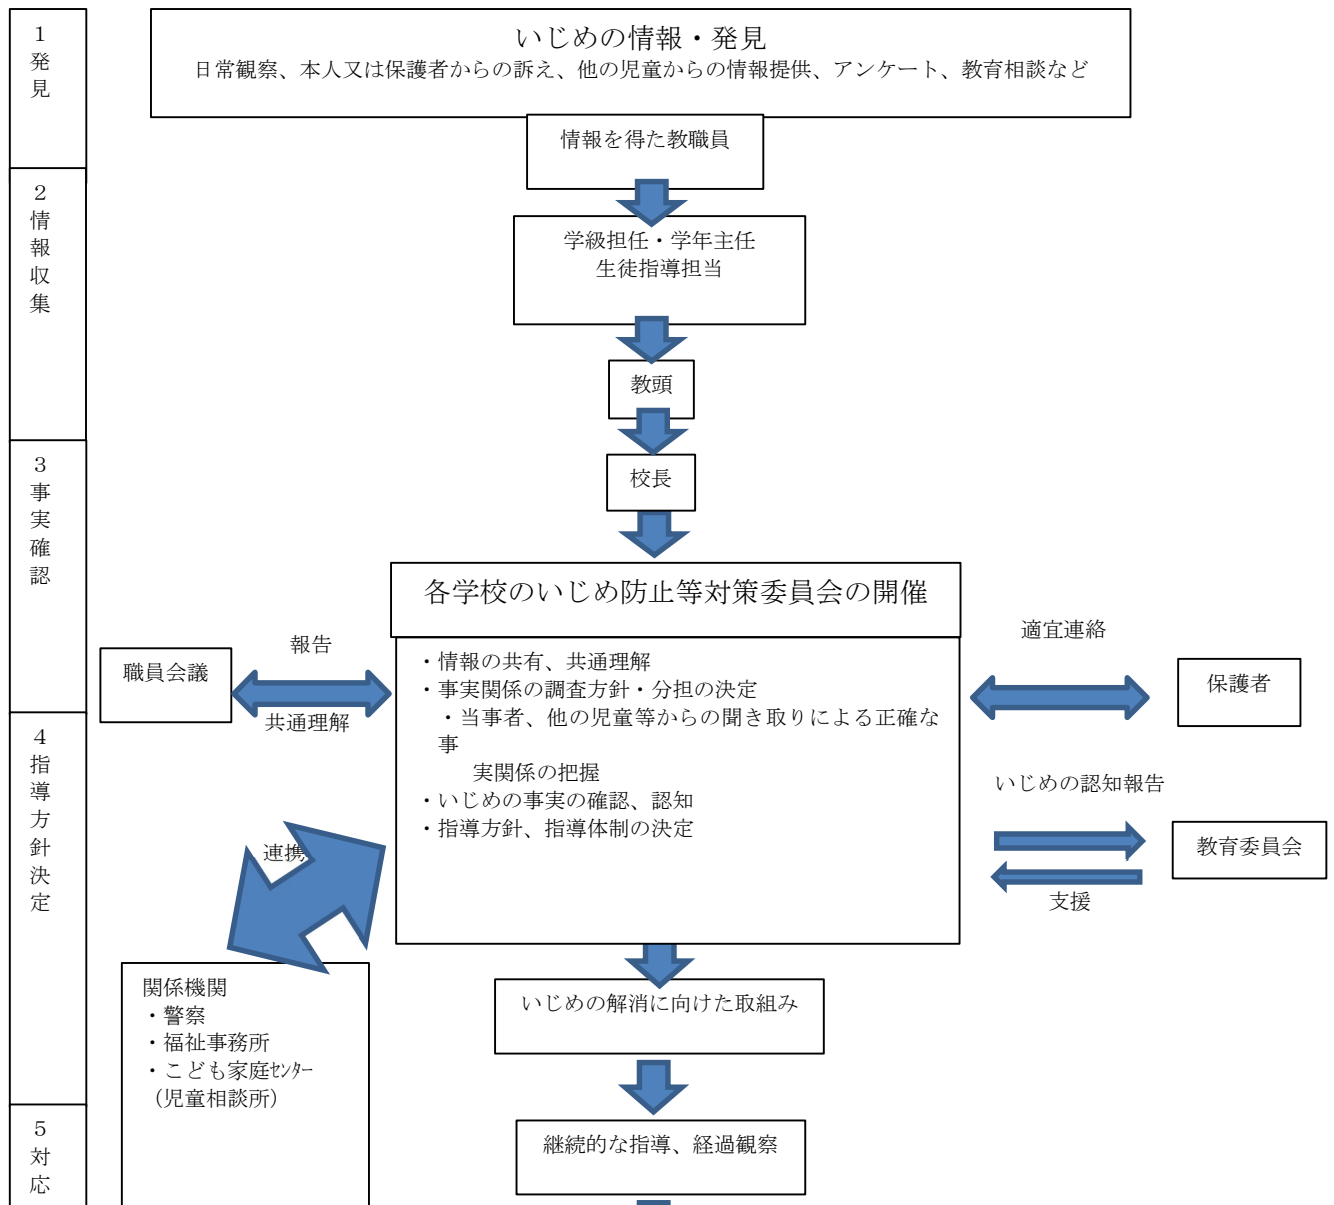 1
発
見
いじめの情報・発見
日常観察、本人又は保護者からの訴え、他の児童からの情報提供、アンケート、教育相談など
情報を得た教職員
2
情
報
収
集
学級担任・学年主任
生徒指導担当
教頭
校長
3
事
実
確
認
各学校のいじめ防止等対策委員会の開催
・情報の共有、共通理解
・事実関係の調査方針・分担の決定
・当事者、他の児童等からの聞き取りによる正確な
事
実関係の把握
・いじめの事実の確認、認知
・指導方針、指導体制の決定
報告
職員会議
共通理解
適宜連絡
保護者
4
指
導
方
針
決
定
いじめの認知報告
教育委員会
支援
連携
関係機関
・警察
・福祉事務所
・こども家庭ｾﾝﾀｰ
(児童相談所)
いじめの解消に向けた取組み
5
対
応
継続的な指導、経過観察